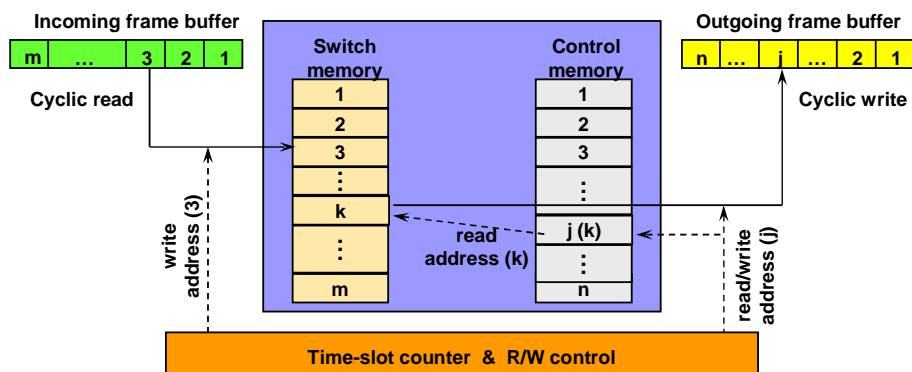 Incoming frame buffer
Outgoing frame buffer
m … 3 2 1
Switch memory
Control memory
n … j … 2 1
Cyclic read
Cyclic write
1
2
3
⋮
k
⋮
m
1
2
3
⋮
j (k)
⋮
n
write address (3)
read address (k)
read/write address (j)
Time-slot counter & R/W control